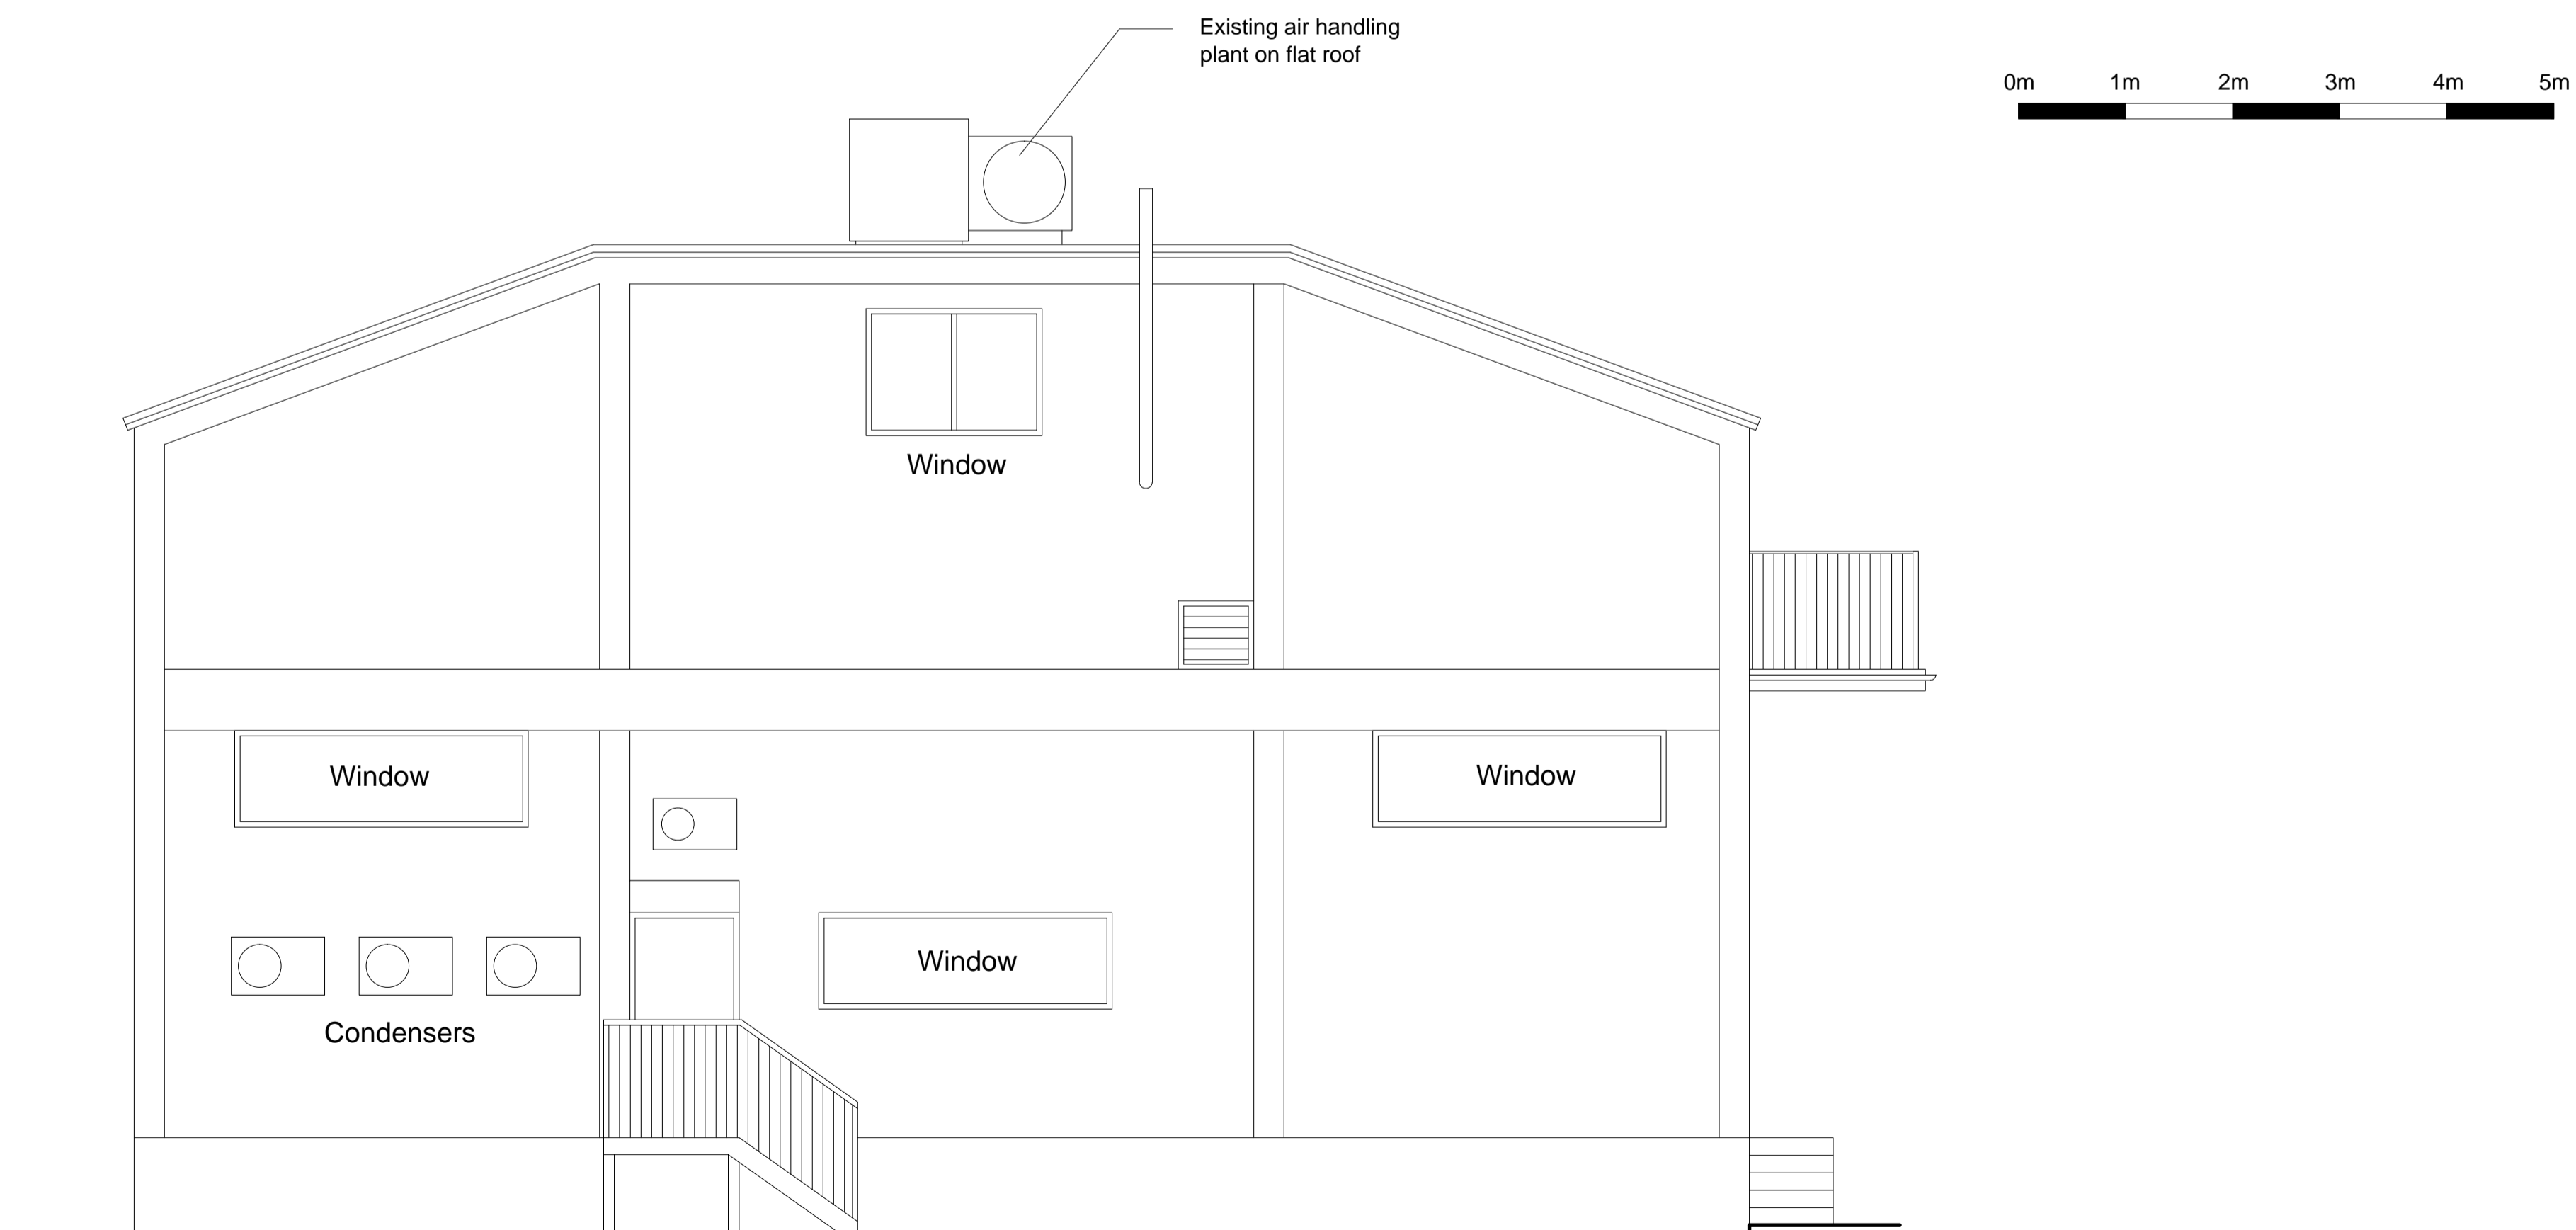 Existing air handling
plant on flat roof
0m 1m 2m 3m 4m 5m
Window
Window
Window
Window
Condensers